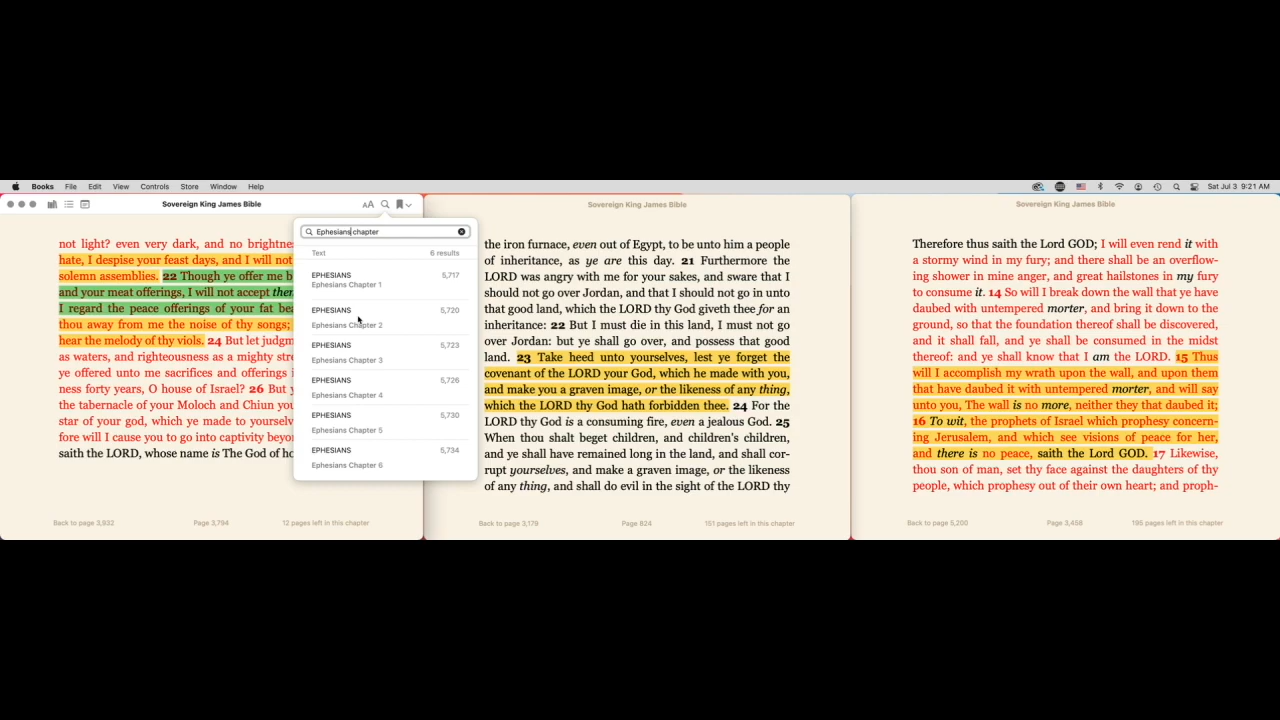 Books File Edit View Controls Store Window Help Sat Jul 3 9:21 AM
Sovereign King James Bible
AA
not light? even very dark, and no brightne
hate, I despise your feast days, and I will not
solemn assemblies. 22 Though ye offer me b
and your meat offerings, I will not accept ther
I regard the peace offerings of your fat bea
thou away from me the noise of thy songs;
hear the melody of thy viols. 24 But let judgm
as waters, and righteousness as a mighty stre
ye offered unto me sacrifices and offerings i
ness forty years, O house of Israel? 26 But y
the tabernacle of your Moloch and Chiun you
star of your god, which ye made to yourselv
fore will I cause you to go into captivity beyon
saith the LORD, whose name is The God of ho
Back to page 3,932 Page 3,794 12 pages left in this chapter
Ephesians chapter
Text 6 results
EPHESIANS 5,717
Ephesians Chapter 1
EPHESIANS 5,720
Ephesians Chapter 2
EPHESIANS 5,723
Ephesians Chapter 3
EPHESIANS 5,726
Ephesians Chapter 4
EPHESIANS 5,730
Ephesians Chapter 5
EPHESIANS 5,734
Ephesians Chapter 6
Sovereign King James Bible
the iron furnace, even out of Egypt, to be unto him a people
of inheritance, as ye are this day. 21 Furthermore the
LORD was angry with me for your sakes, and sware that I
should not go over Jordan, and that I should not go in unto
that good land, which the LORD thy God giveth thee for an
inheritance: 22 But I must die in this land, I must not go
over Jordan: but ye shall go over, and possess that good
land. 23 Take heed unto yourselves, lest ye forget the
covenant of the LORD your God, which he made with you,
and make you a graven image, or the likeness of any thing,
which the LORD thy God hath forbidden thee. 24 For the
LORD thy God is a consuming fire, even a jealous God. 25
When thou shalt beget children, and children's children,
and ye shall have remained long in the land, and shall cor-
rupt yourselves, and make a graven image, or the likeness
of any thing, and shall do evil in the sight of the LORD thy
Back to page 3,179 Page 824 151 pages left in this chapter
Sovereign King James Bible
Therefore thus saith the Lord GOD; I will even rend it with
a stormy wind in my fury; and there shall be an overflow-
ing shower in mine anger, and great hailstones in my fury
to consume it. 14 So will I break down the wall that ye have
daubed with untempered morter, and bring it down to the
ground, so that the foundation thereof shall be discovered,
and it shall fall, and ye shall be consumed in the midst
thereof: and ye shall know that I am the LORD. 15 Thus
will I accomplish my wrath upon the wall, and upon them
that have daubed it with untempered morter, and will say
unto you, The wall is no more, neither they that daubed it;
16 To wit, the prophets of Israel which prophesy concern-
ing Jerusalem, and which see visions of peace for her,
and there is no peace, saith the Lord GOD. 17 Likewise,
thou son of man, set thy face against the daughters of thy
people, which prophesy out of their own heart; and proph-
Back to page 5,200 Page 3,458 195 pages left in this chapter